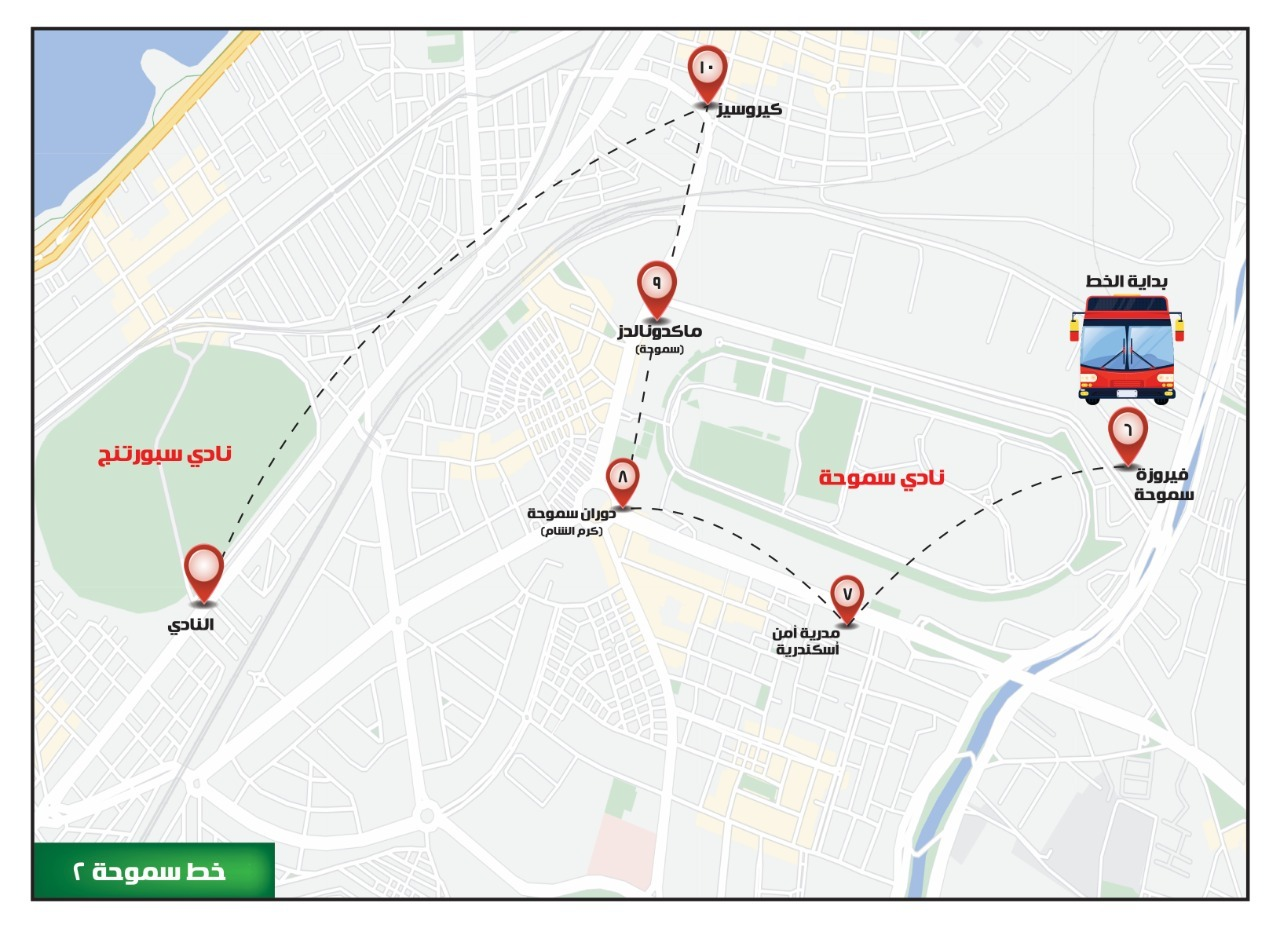 ١٠
كيروسيز
٩
ماكدونالدز
(سموحة)
بداية الخط
٦
فيروزة
سموحة
نادي سبورتنج
نادي سموحة
٨
دوران سموحة
(كرم الشام)
٧
مدرية أمن
أسكندرية
النادي
خط سموحة ٢